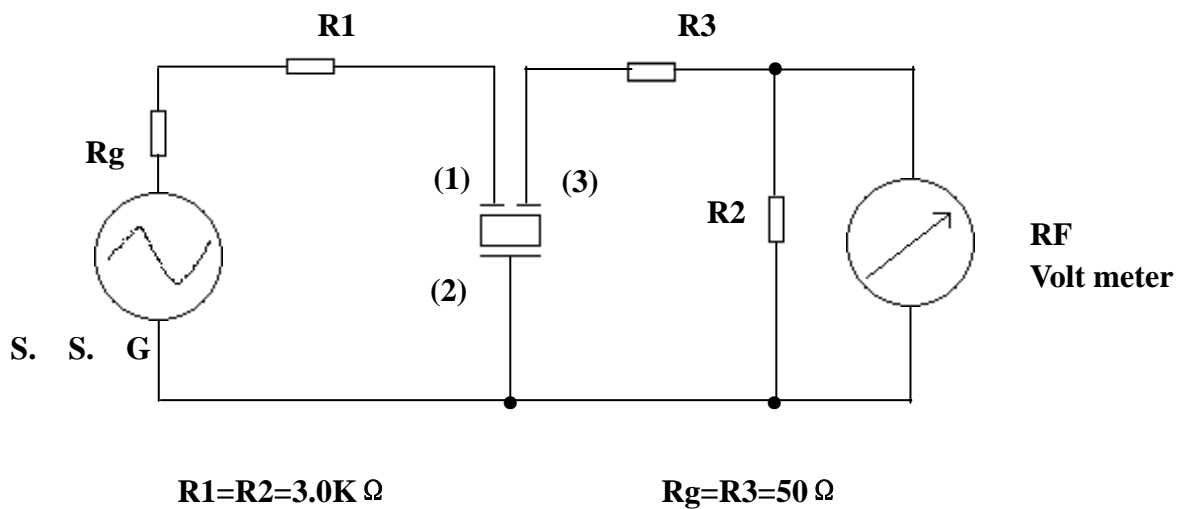 R1
R3
Rg
(1)
(3)
R2
RF
Volt meter
(2)
S. S. G
R1=R2=3.0KΩ
Rg=R3=50Ω